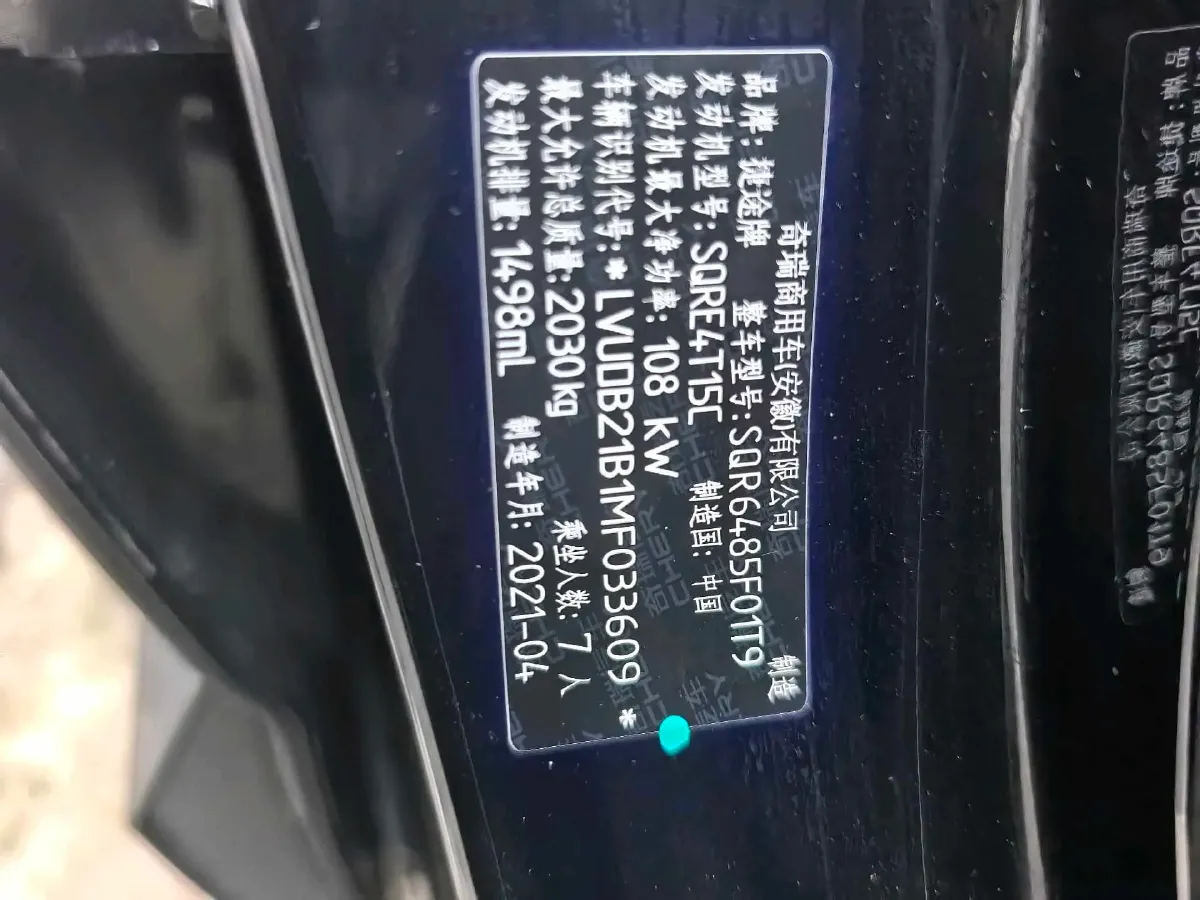 奇瑞商用车(安徽)有限公司 制造
品牌:捷途牌 整车型号:SQR6485F01T9
发动机型号:SQRE4T15C 制造国:中国
发动机最大净功率:108 kW
车辆识别代号:*LVUDB21B1MF033609*
最大允许总质量:2030kg 乘坐人数:7人
发动机排量:1498mL 制造年月:2021-04